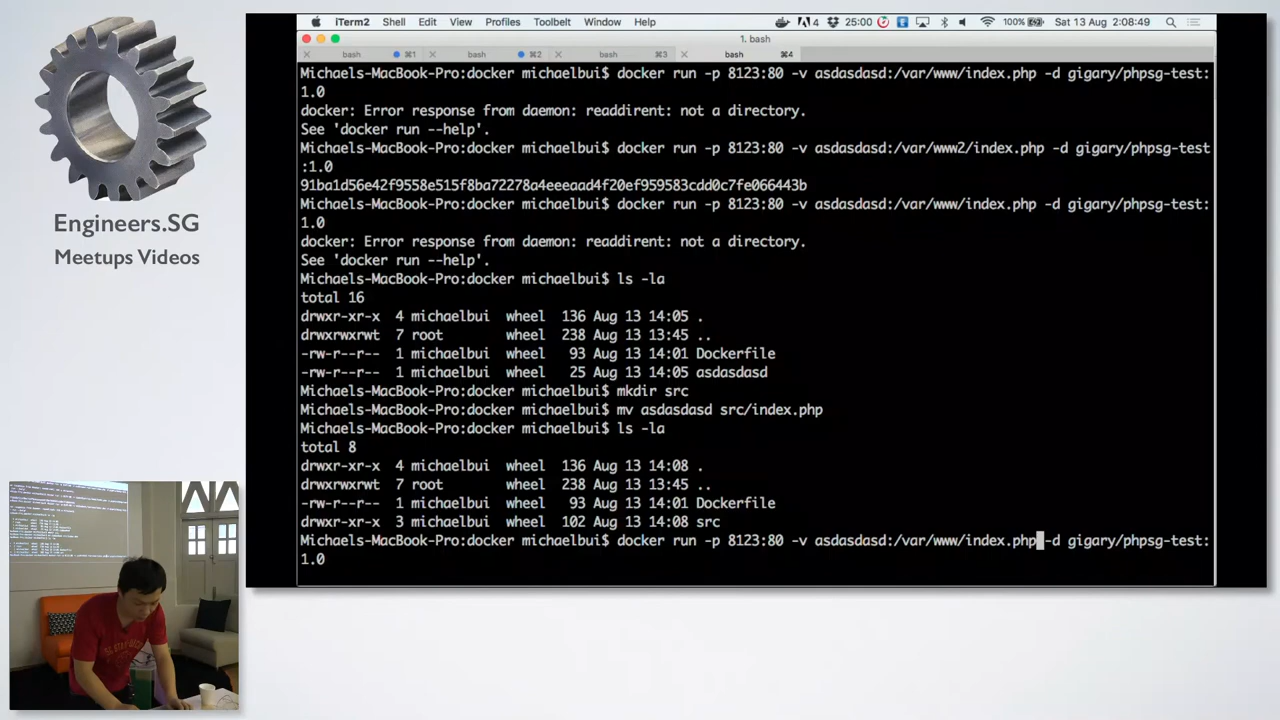 iTerm2 Shell Edit View Profiles Toolbelt Window Help 4 25:00 100% Sat 13 Aug 2:08:49
1. bash
bash ⌘1 bash ⌘2 bash ⌘3 bash ⌘4
Michaels-MacBook-Pro:docker michaelbui$ docker run -p 8123:80 -v asdasdasd:/var/www/index.php -d gigary/phpsg-test:
1.0
docker: Error response from daemon: readdirent: not a directory.
See 'docker run --help'.
Michaels-MacBook-Pro:docker michaelbui$ docker run -p 8123:80 -v asdasdasd:/var/www2/index.php -d gigary/phpsg-test
:1.0
91ba1d56e42f9558e515f8ba72278a4eeeaad4f20ef959583cdd0c7fe066443b
Michaels-MacBook-Pro:docker michaelbui$ docker run -p 8123:80 -v asdasdasd:/var/www/index.php -d gigary/phpsg-test:
1.0
docker: Error response from daemon: readdirent: not a directory.
See 'docker run --help'.
Michaels-MacBook-Pro:docker michaelbui$ ls -la
total 16
drwxr-xr-x 4 michaelbui wheel 136 Aug 13 14:05 .
drwxrwxrwt 7 root wheel 238 Aug 13 13:45 ..
-rw-r--r-- 1 michaelbui wheel 93 Aug 13 14:01 Dockerfile
-rw-r--r-- 1 michaelbui wheel 25 Aug 13 14:05 asdasdasd
Michaels-MacBook-Pro:docker michaelbui$ mkdir src
Michaels-MacBook-Pro:docker michaelbui$ mv asdasdasd src/index.php
Michaels-MacBook-Pro:docker michaelbui$ ls -la
total 8
drwxr-xr-x 4 michaelbui wheel 136 Aug 13 14:08 .
drwxrwxrwt 7 root wheel 238 Aug 13 13:45 ..
-rw-r--r-- 1 michaelbui wheel 93 Aug 13 14:01 Dockerfile
drwxr-xr-x 3 michaelbui wheel 102 Aug 13 14:08 src
Michaels-MacBook-Pro:docker michaelbui$ docker run -p 8123:80 -v asdasdasd:/var/www/index.php -d gigary/phpsg-test:
1.0
Engineers.SG
Meetups Videos